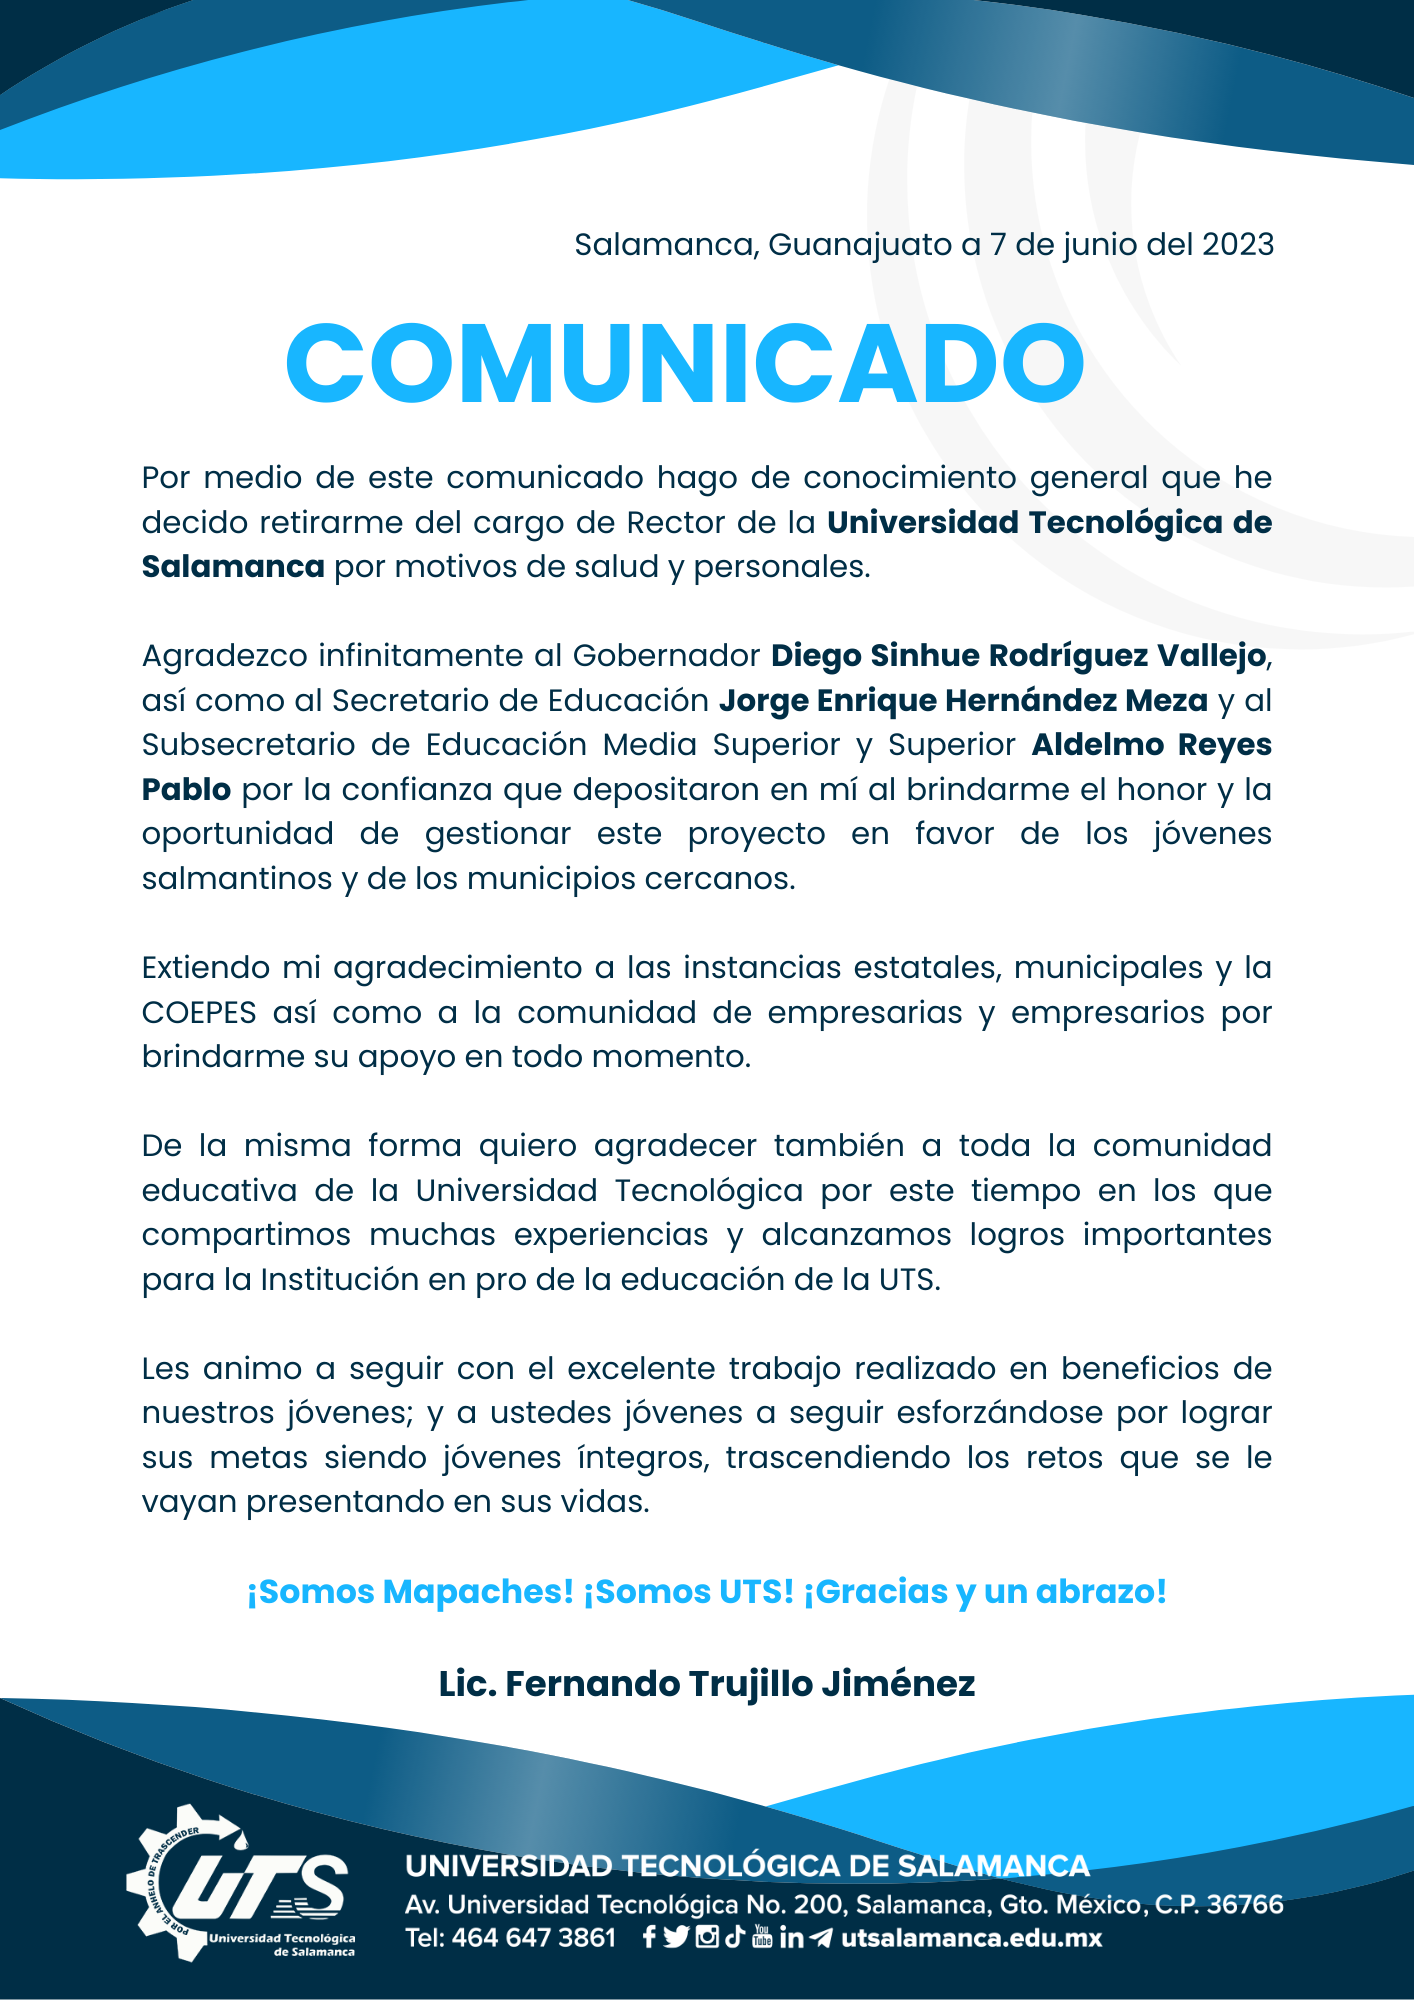 Salamanca, Guanajuato a 7 de junio del 2023
COMUNICADO
Por medio de este comunicado hago de conocimiento general que he
decido retirarme del cargo de Rector de la Universidad Tecnológica de
Salamanca por motivos de salud y personales.
Agradezco infinitamente al Gobernador Diego Sinhue Rodríguez Vallejo,
así como al Secretario de Educación Jorge Enrique Hernández Meza y al
Subsecretario de Educación Media Superior y Superior Aldelmo Reyes
Pablo por la confianza que depositaron en mí al brindarme el honor y la
oportunidad de gestionar este proyecto en favor de los jóvenes
salmantinos y de los municipios cercanos.
Extiendo mi agradecimiento a las instancias estatales, municipales y la
COEPES así como a la comunidad de empresarias y empresarios por
brindarme su apoyo en todo momento.
De la misma forma quiero agradecer también a toda la comunidad
educativa de la Universidad Tecnológica por este tiempo en los que
compartimos muchas experiencias y alcanzamos logros importantes
para la Institución en pro de la educación de la UTS.
Les animo a seguir con el excelente trabajo realizado en beneficios de
nuestros jóvenes; y a ustedes jóvenes a seguir esforzándose por lograr
sus metas siendo jóvenes íntegros, trascendiendo los retos que se le
vayan presentando en sus vidas.
¡Somos Mapaches! ¡Somos UTS! ¡Gracias y un abrazo!
Lic. Fernando Trujillo Jiménez
POR EL ANHELO DE TRASCENDER
UTS
Universidad Tecnológica
de Salamanca
UNIVERSIDAD TECNOLÓGICA DE SALAMANCA
Av. Universidad Tecnológica No. 200, Salamanca, Gto. México, C.P. 36766
Tel: 464 647 3861 You Tube in utsalamanca.edu.mx